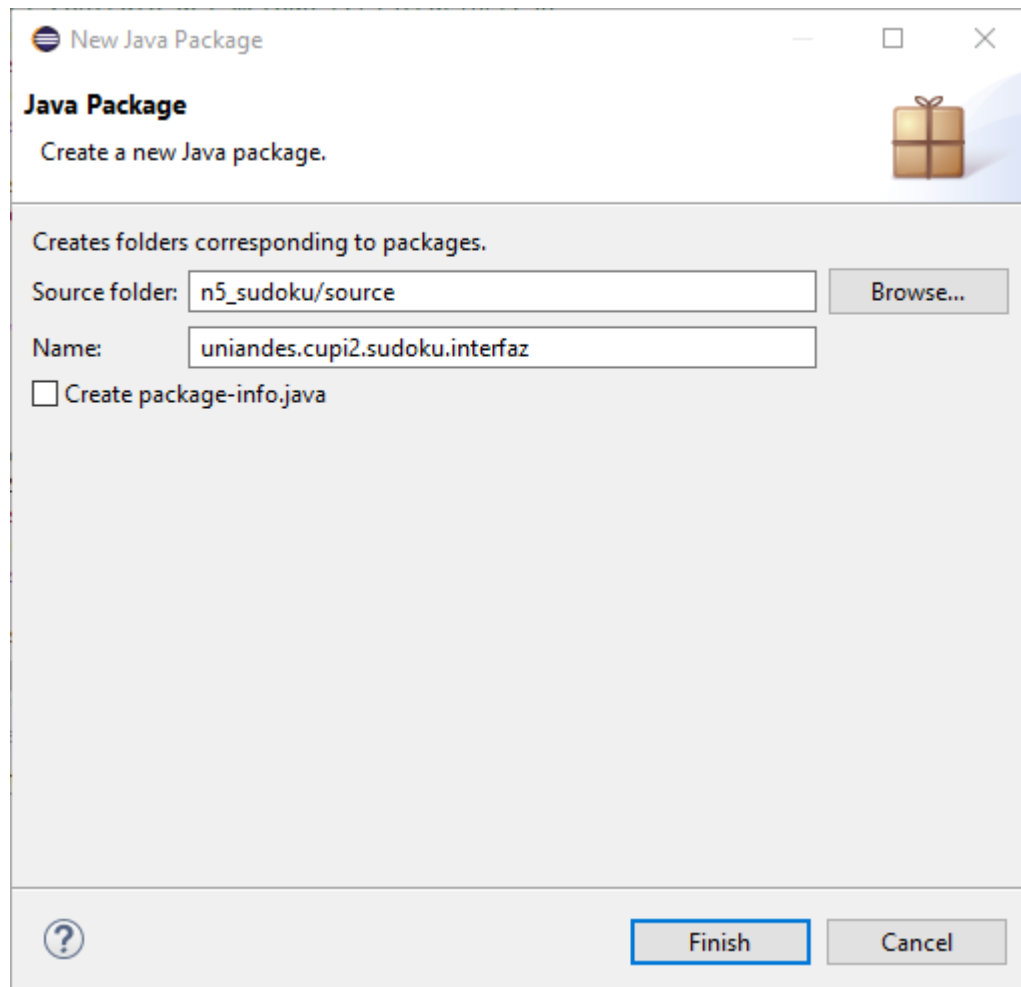 New Java Package
Java Package
Create a new Java package.
Creates folders corresponding to packages.
Source folder: n5_sudoku/source Browse...
Name: uniandes.cupi2.sudoku.interfaz
Create package-info.java
? Finish Cancel